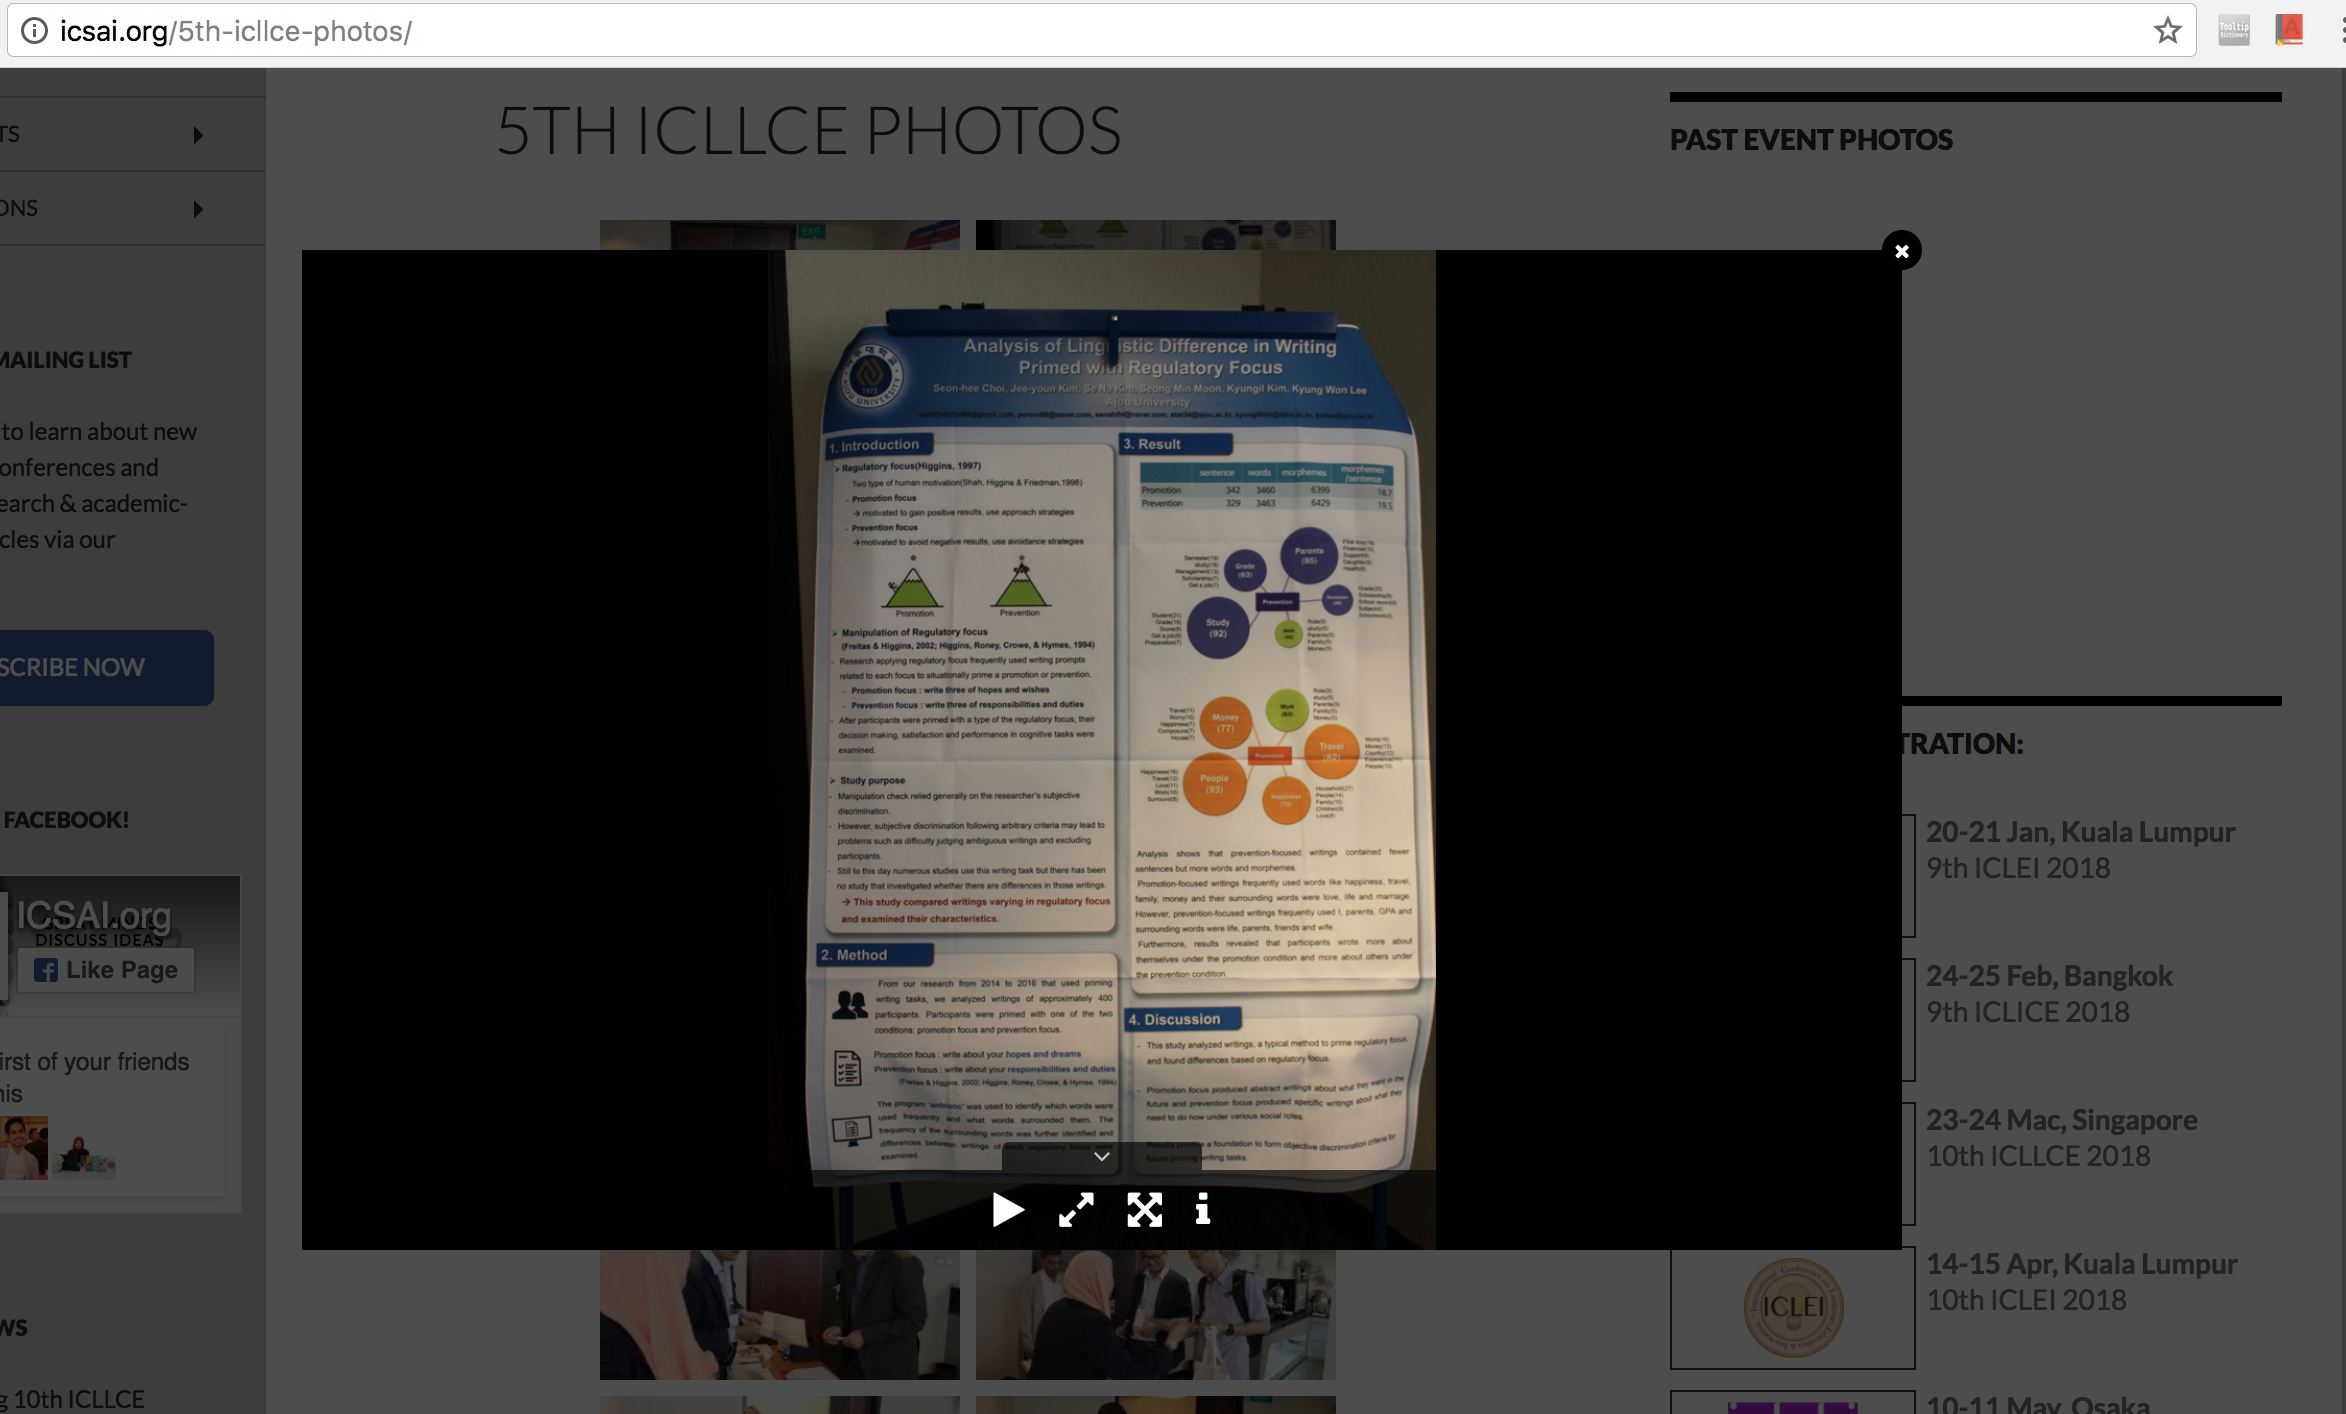 icsai.org/5th-icllce-photos/
Tooltip
Dictionary
5TH ICLLCE PHOTOS
PAST EVENT PHOTOS
TS
ONS
MAILING LIST
to learn about new
onferences and
earch & academic-
cles via our
SCRIBE NOW
FACEBOOK!
ICSAI.org
DISCUSS IDEAS
Like Page
irst of your friends
his
WS
g 10th ICLLCE
EXIT
Analysis of Linguistic Difference in Writing
Primed with Regulatory Focus
Seon-hee Choi, Jee-youn Kim, Se Na Kim, Seong Min Moon, Kyungil Kim, Kyung Won Lee
Ajou University
AJOU UNIVERSITY
1973
1. Introduction
➢ Regulatory focus(Higgins, 1997)
Two type of human motivation(Shah, Higgins & Friedman,1998)
- Promotion focus
→ motivated to gain positive results, use approach strategies
- Prevention focus
→motivated to avoid negative results, use avoidance strategies
Promotion
Prevention
➢ Manipulation of Regulatory focus
(Freitas & Higgins, 2002; Higgins, Roney, Crowe, & Hymes, 1994)
- Research applying regulatory focus frequently used writing prompts
related to each focus to situationally prime a promotion or prevention.
- Promotion focus : write three of hopes and wishes
- Prevention focus : write three of responsibilities and duties
- After participants were primed with a type of the regulatory focus, their
decision making, satisfaction and performance in cognitive tasks were
examined.
➢ Study purpose
- Manipulation check relied generally on the researcher's subjective
discrimination.
- However, subjective discrimination following arbitrary criteria may lead to
problems such as difficulty judging ambiguous writings and excluding
participants.
- Still to this day numerous studies use this writing task but there has been
no study that investigated whether there are differences in those writings.
→ This study compared writings varying in regulatory focus
and examined their characteristics.
2. Method
From our research from 2014 to 2016 that used priming
writing tasks, we analyzed writings of approximately 400
participants. Participants were primed with one of the two
conditions: promotion focus and prevention focus.
Promotion focus : write about your hopes and dreams
Prevention focus : write about your responsibilities and duties
(Freitas & Higgins, 2002; Higgins, Roney, Crowe, & Hymes, 1994)
The program 'antconc' was used to identify which words were
used frequently and what words surrounded them. The
frequency of the surrounding words was further identified and
differences between writings of each regulatory focus were
examined.
3. Result
sentence words morphemes morphemes /sentence
Promotion 342 3460 6399 18.7
Prevention 329 3463 6429 19.5
Parents
(85)
Grade
(63)
Prevention
Study
(92)
Work
Money
(77)
Work
Travel
(82)
Promotion
People
(93)
Happiness
Analysis shows that prevention-focused writings contained fewer
sentences but more words and morphemes.
Promotion-focused writings frequently used words like happiness, travel,
family, money and their surrounding words were love, life and marriage.
However, prevention-focused writings frequently used I, parents, GPA and
surrounding words were life, parents, friends and wife.
Furthermore, results revealed that participants wrote more about
themselves under the promotion condition and more about others under
the prevention condition.
4. Discussion
- This study analyzed writings, a typical method to prime regulatory focus,
and found differences based on regulatory focus.
- Promotion focus produced abstract writings about what they want in the
future and prevention focus produced specific writings about what they
need to do now under various social roles.
Results provide a foundation to form objective discrimination criteria for
future priming writing tasks.
TRATION:
20-21 Jan, Kuala Lumpur
9th ICLEI 2018
24-25 Feb, Bangkok
9th ICLICE 2018
23-24 Mac, Singapore
10th ICLLCE 2018
14-15 Apr, Kuala Lumpur
10th ICLEI 2018
ICLEI
10-11 May, Osaka